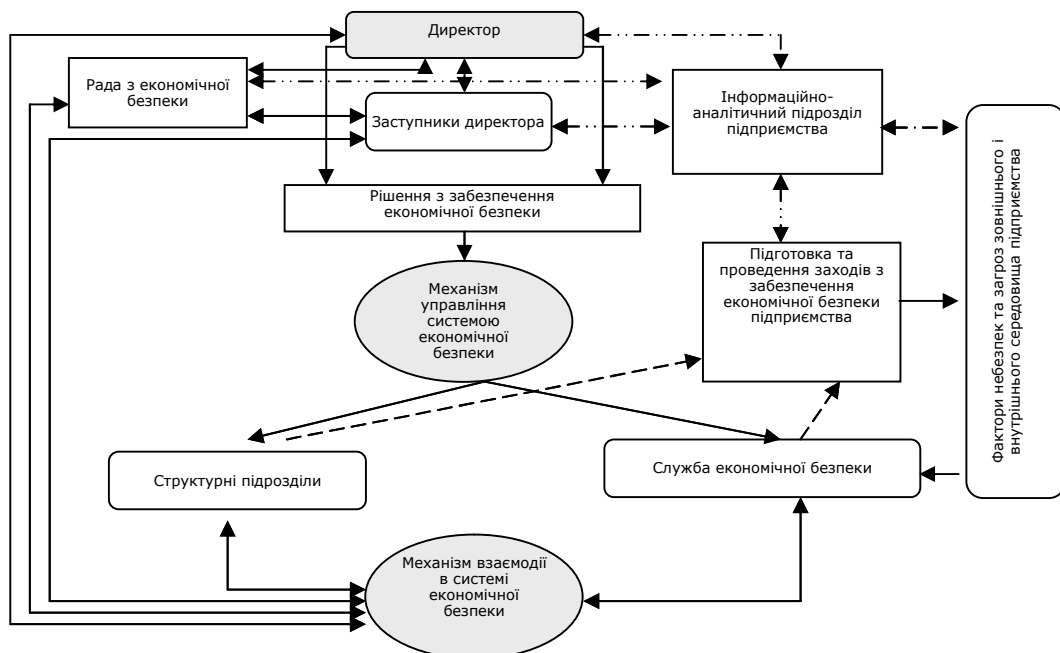 Директор
Рада з економічної
безпеки
Заступники директора
Інформаційно-
аналітичний підрозділ
підприємства
Рішення з забезпечення
економічної безпеки
Механізм
управління
системою
економічної
безпеки
Підготовка та
проведення заходів з
забезпечення
економічної безпеки
підприємства
Фактори небезпек та загроз зовнішнього і
внутрішнього середовища підприємства
Структурні підрозділи
Служба економічної безпеки
Механізм взаємодії
в системі
економічної
безпеки